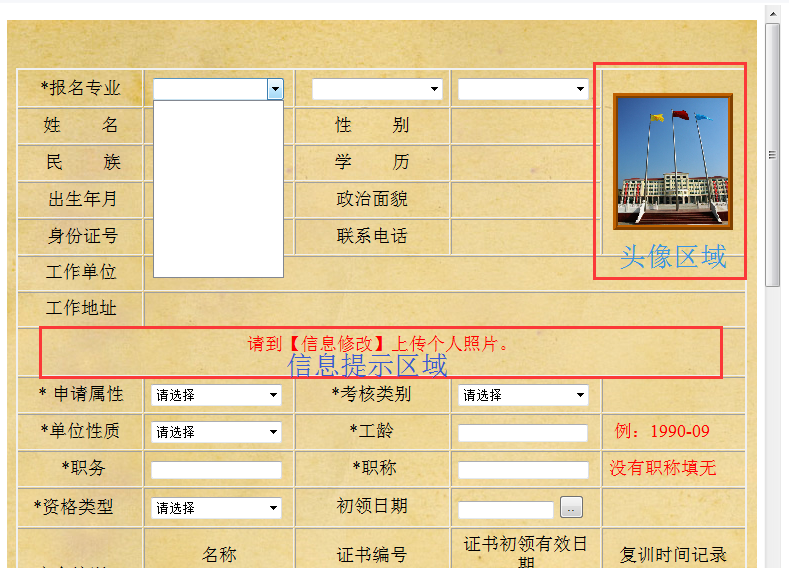 *报名专业
姓 名 性 别
民 族 学 历
出生年月 政治面貌
身份证号 联系电话
头像区域
工作单位
工作地址
请到【信息修改】上传个人照片。
信息提示区域
* 申请属性 请选择 *考核类别 请选择
*单位性质 请选择 *工龄 例：1990-09
*职务 *职称 没有职称填无
*资格类型 请选择 初领日期 ..
名称 证书编号 证书初领有效日期 复训时间记录